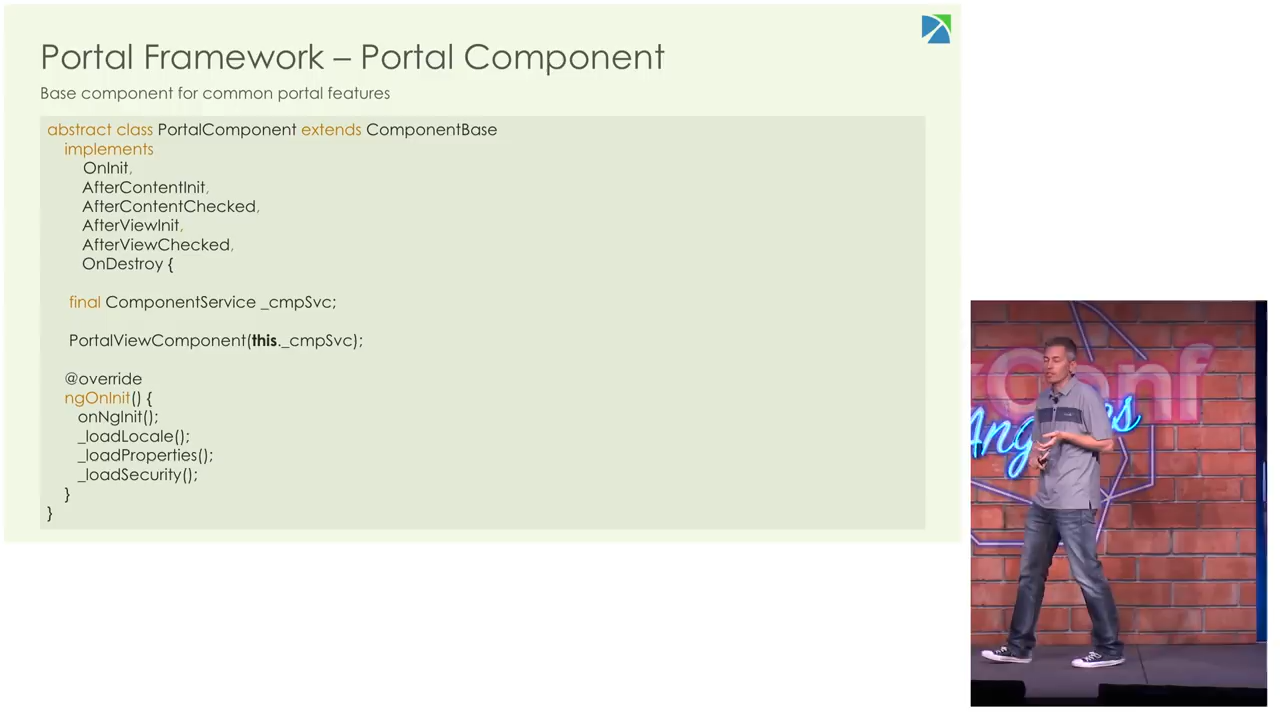 Portal Framework – Portal Component
Base component for common portal features
abstract class PortalComponent extends ComponentBase
implements
OnInit,
AfterContentInit,
AfterContentChecked,
AfterViewInit,
AfterViewChecked,
OnDestroy {
final ComponentService _cmpSvc;
PortalViewComponent(this._cmpSvc);
@override
ngOnInit() {
onNgInit();
_loadLocale();
_loadProperties();
_loadSecurity();
}
}
Conf